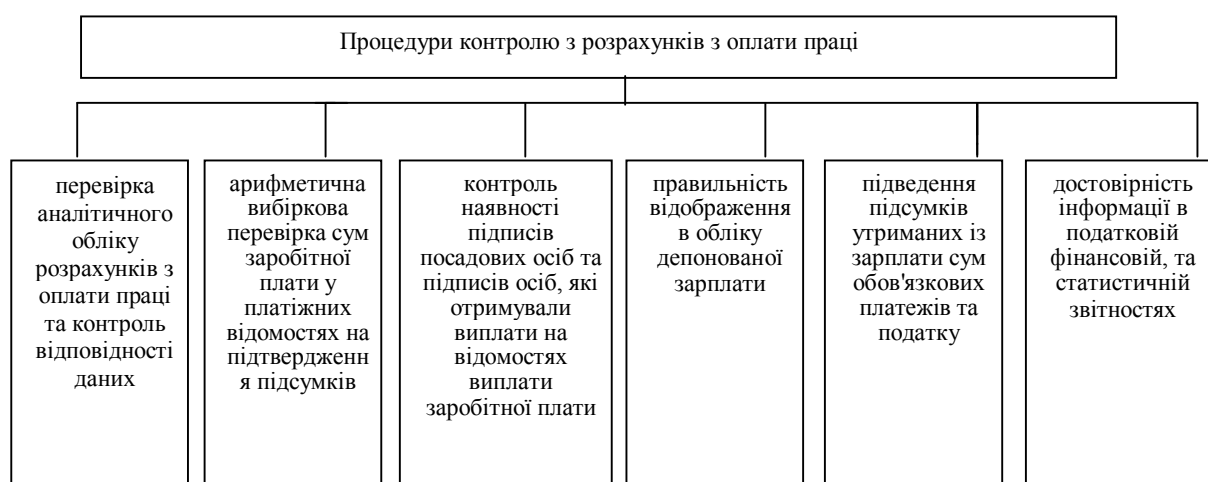 Процедури контролю з розрахунків з оплати праці
перевірка
аналітичного
обліку
розрахунків з
оплати праці
та контроль
відповідності
даних
арифметична
вибіркова
перевірка сум
заробітної
плати у
платіжних
відомостях на
підтвердженн
я підсумків
контроль
наявності
підписів
посадових осіб та
підписів осіб, які
отримували
виплати на
відомостях
виплати
заробітної плати
правильність
відображення
в обліку
депонованої
зарплати
підведення
підсумків
утриманих із
зарплати сум
обов'язкових
платежів та
податку
достовірність
інформації в
податковій
фінансовій, та
статистичній
звітностях